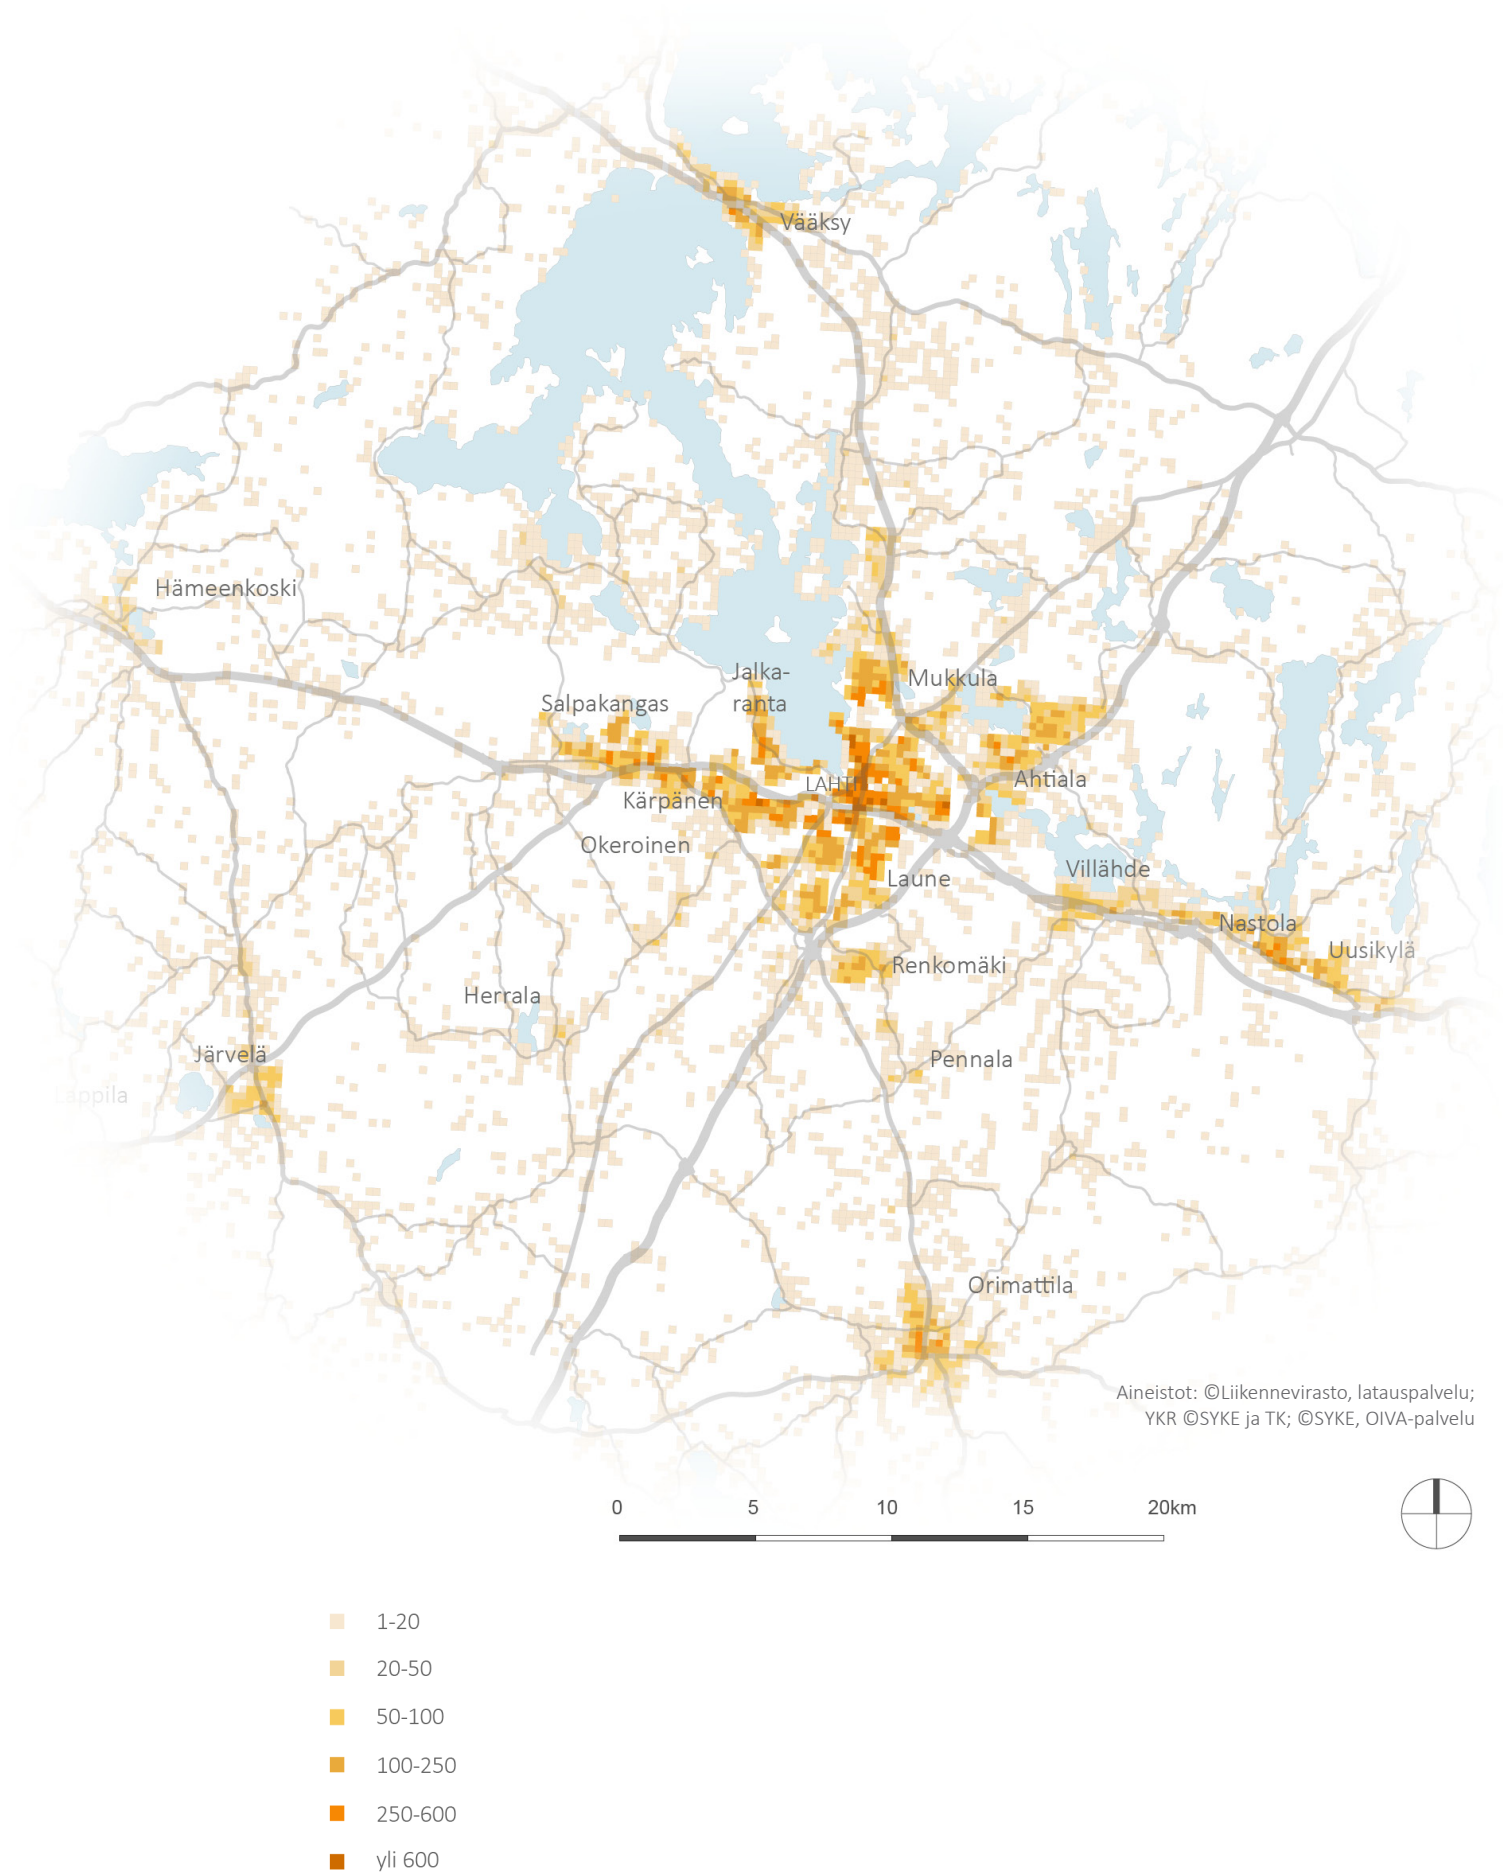 Vääksy
Hämeenkoski
Jalka-
ranta
Mukkula
Salpakangas
Ahtiala
LAHTI
Kärpänen
Okeroinen
Villähde
Laune
Nastola
Uusikylä
Renkomäki
Herrala
Järvelä
Pennala
Lappila
Orimattila
Aineistot: ©Liikennevirasto, latauspalvelu;
YKR ©SYKE ja TK; ©SYKE, OIVA-palvelu
0 5 10 15 20km
1-20
20-50
50-100
100-250
250-600
yli 600